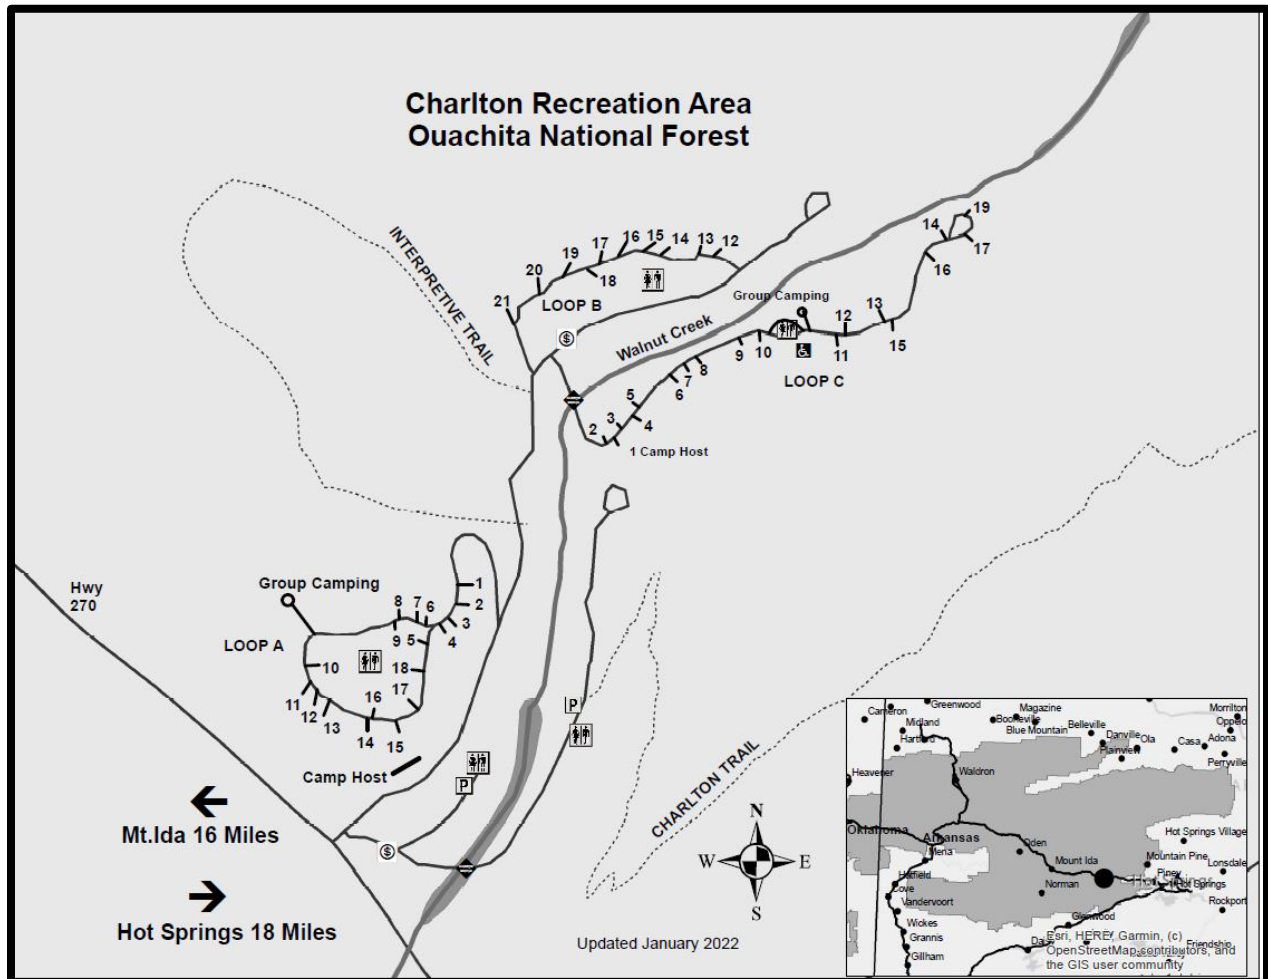 Charlton Recreation Area
Ouachita National Forest
INTERPRETIVE TRAIL
21
20
19
18
17
16
15
14
13
12
LOOP B
$
Walnut Creek
Group Camping
2
3
5
4
6
7
8
9
10
11
12
13
15
16
14
19
17
LOOP C
1 Camp Host
Hwy
270
Group Camping
LOOP A
1
2
3
4
5
6
7
8
9
10
11
12
13
14
16
15
17
18
Camp Host
P
P
$
CHARLTON TRAIL
Mt.Ida 16 Miles
Hot Springs 18 Miles
N
W
E
S
Updated January 2022
Cameron
Greenwood
Midland
Hartford
Magazine
Booneville
Blue Mountain
Belleville
Danville
Plainview
Ola
Casa
Morrilton
Oppelo
Adona
Perryville
Heavener
Waldron
Oklahoma
Arkansas
Mena
Oden
Hot Springs Village
Mount Ida
Mountain Pine
Lonsdale
Piney
Hot Springs
Hot Springs
Hatfield
Cove
Norman
Vandervoort
Rockport
Wickes
Glenwood
Grannis
Gillham
Friendship
Esri, HERE, Garmin, (c)
OpenStreetMap contributors, and
the GIS user community